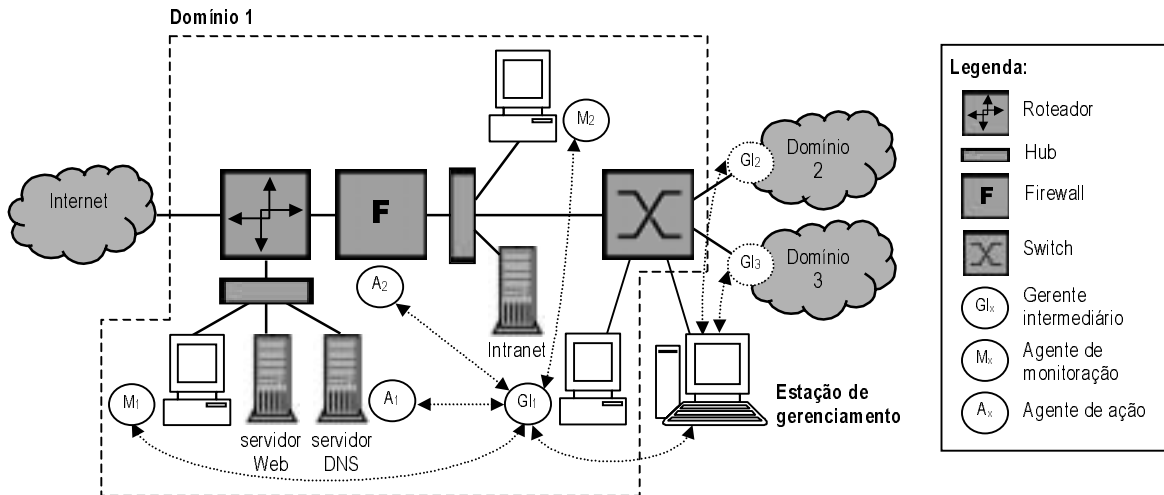 Domínio 1
Internet
F
M2
A2
Intranet
M1
servidor
Web
servidor
DNS
A1
GI1
GI2
Domínio
2
GI3
Domínio
3
Estação de
gerenciamento
Legenda:
Roteador
Hub
F
Firewall
Switch
GIx
Gerente
intermediário
Mx
Agente de
monitoração
Ax
Agente de ação